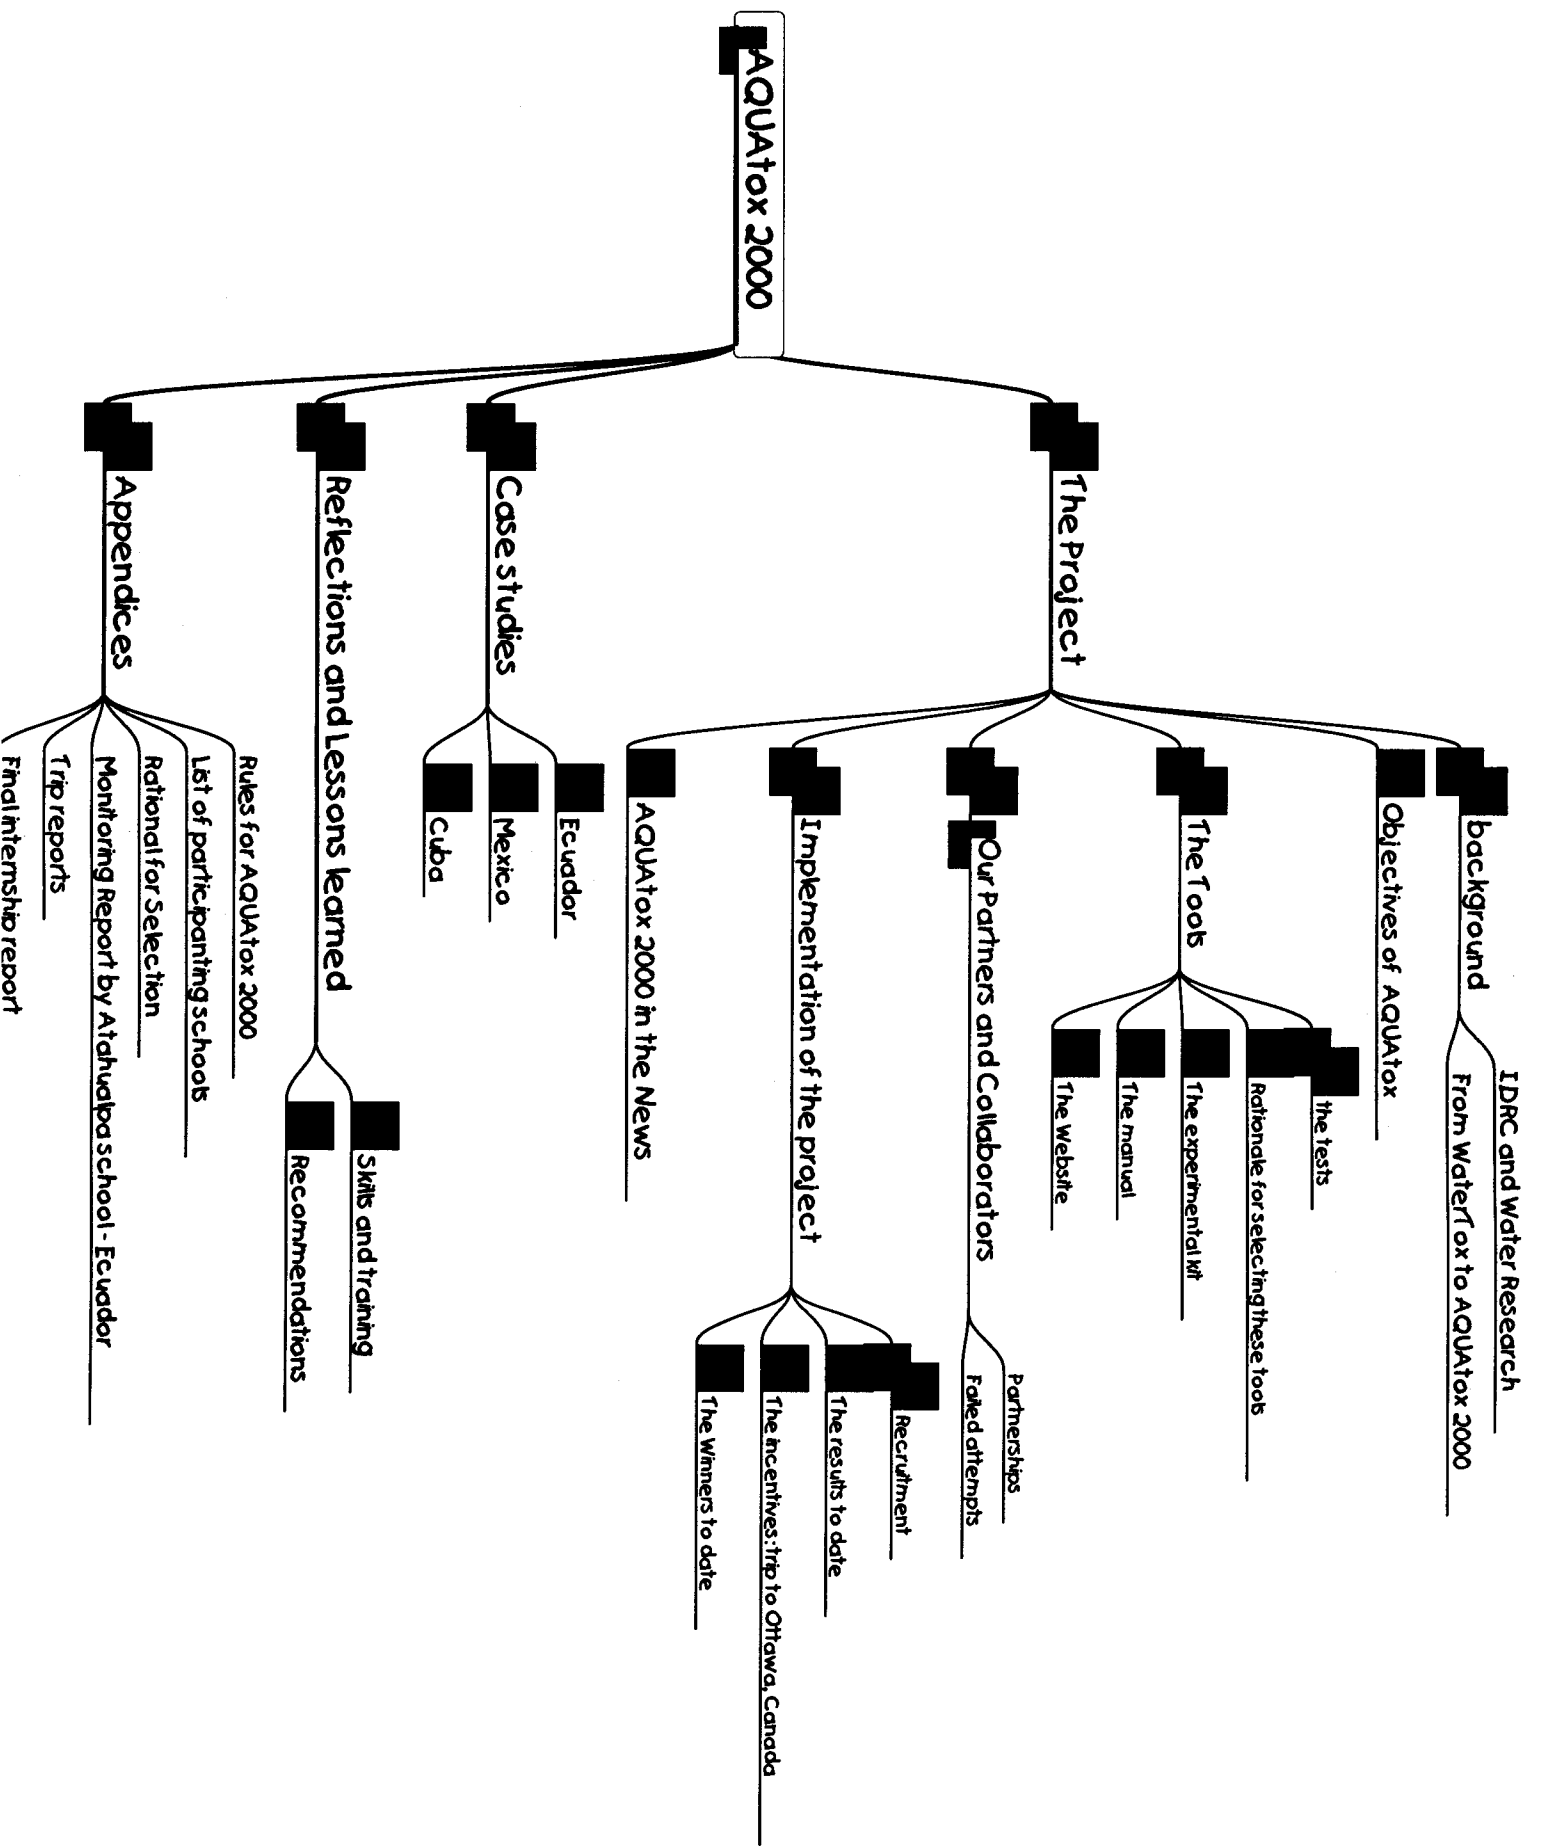 AQUAtox 2000
The Project
background
IDRC and Water Research
From WaterTox to AQUAtox 2000
Objectives of AQUAtox
The Tools
the tests
Rationale for selecting these tools
The experimental kit
The manual
The Website
Our Partners and Collaborators
Partnerships
Failed attempts
Implementation of the project
Recruitment
The results to date
The incentives: trip to Ottawa, Canada
The Winners to date
AQUAtox 2000 in the News
Case studies
Ecuador
Mexico
Cuba
Reflections and Lessons learned
Skills and training
Recommendations
Appendices
Rules for AQUAtox 2000
List of participanting schools
Rational for Selection
Monitoring Report by Atahualpa school - Ecuador
Trip reports
Final internship report